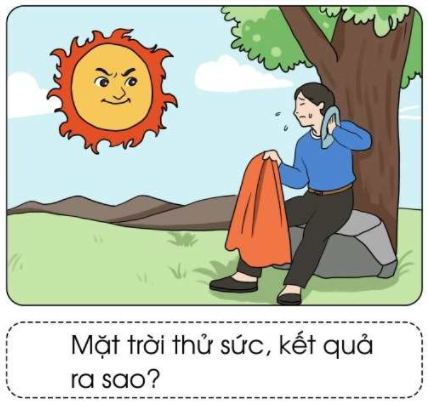 Mặt trời thử sức, kết quả
ra sao?